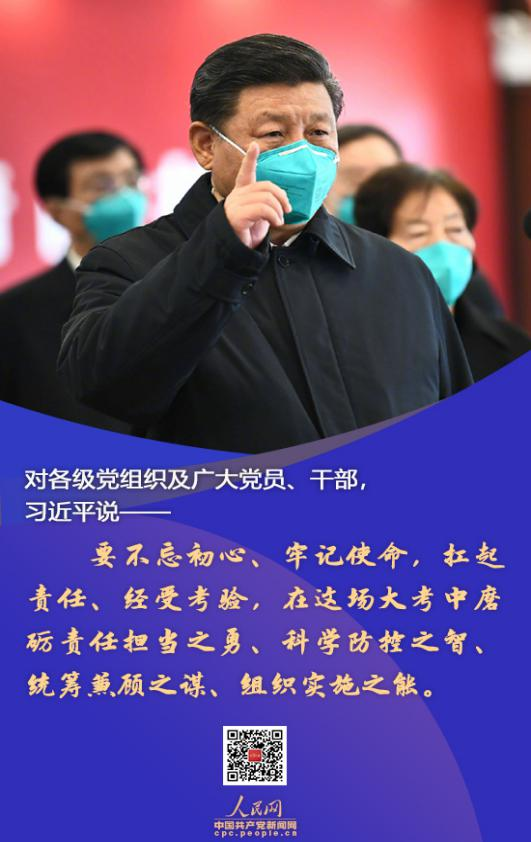 对各级党组织及广大党员、干部，
习近平说——
要不忘初心、牢记使命，扛起
责任、经受考验，在这场大考中磨
砺责任担当之勇、科学防控之智、
统筹兼顾之谋、组织实施之能。
人民网
中国共产党新闻网
cpc.people.cn